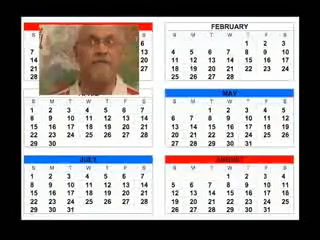 FEBRUARY
S M T W T F S
6
1 2 3
7 13
4 5 6 7 8 9 10
14 20
11 12 13 14 15 16 17
21 27
18 19 20 21 22 23 24
28
25 26 27 28
MAY
S M T W T F S
S M T W T F S
1 2 3 4 5 6 7
1 2 3 4 5
8 9 10 11 12 13 14
6 7 8 9 10 11 12
15 16 17 18 19 20 21
13 14 15 16 17 18 19
22 23 24 25 26 27 28
20 21 22 23 24 25 26
29 30
27 28 29 30 31
JULY
AUGUST
S M T W T F S
S M T W T F S
1 2 3 4 5 6 7
1 2 3 4
8 9 10 11 12 13 14
5 6 7 8 9 10 11
15 16 17 18 19 20 21
12 13 14 15 16 17 18
22 23 24 25 26 27 28
19 20 21 22 23 24 25
29 30 31
26 27 28 29 30 31